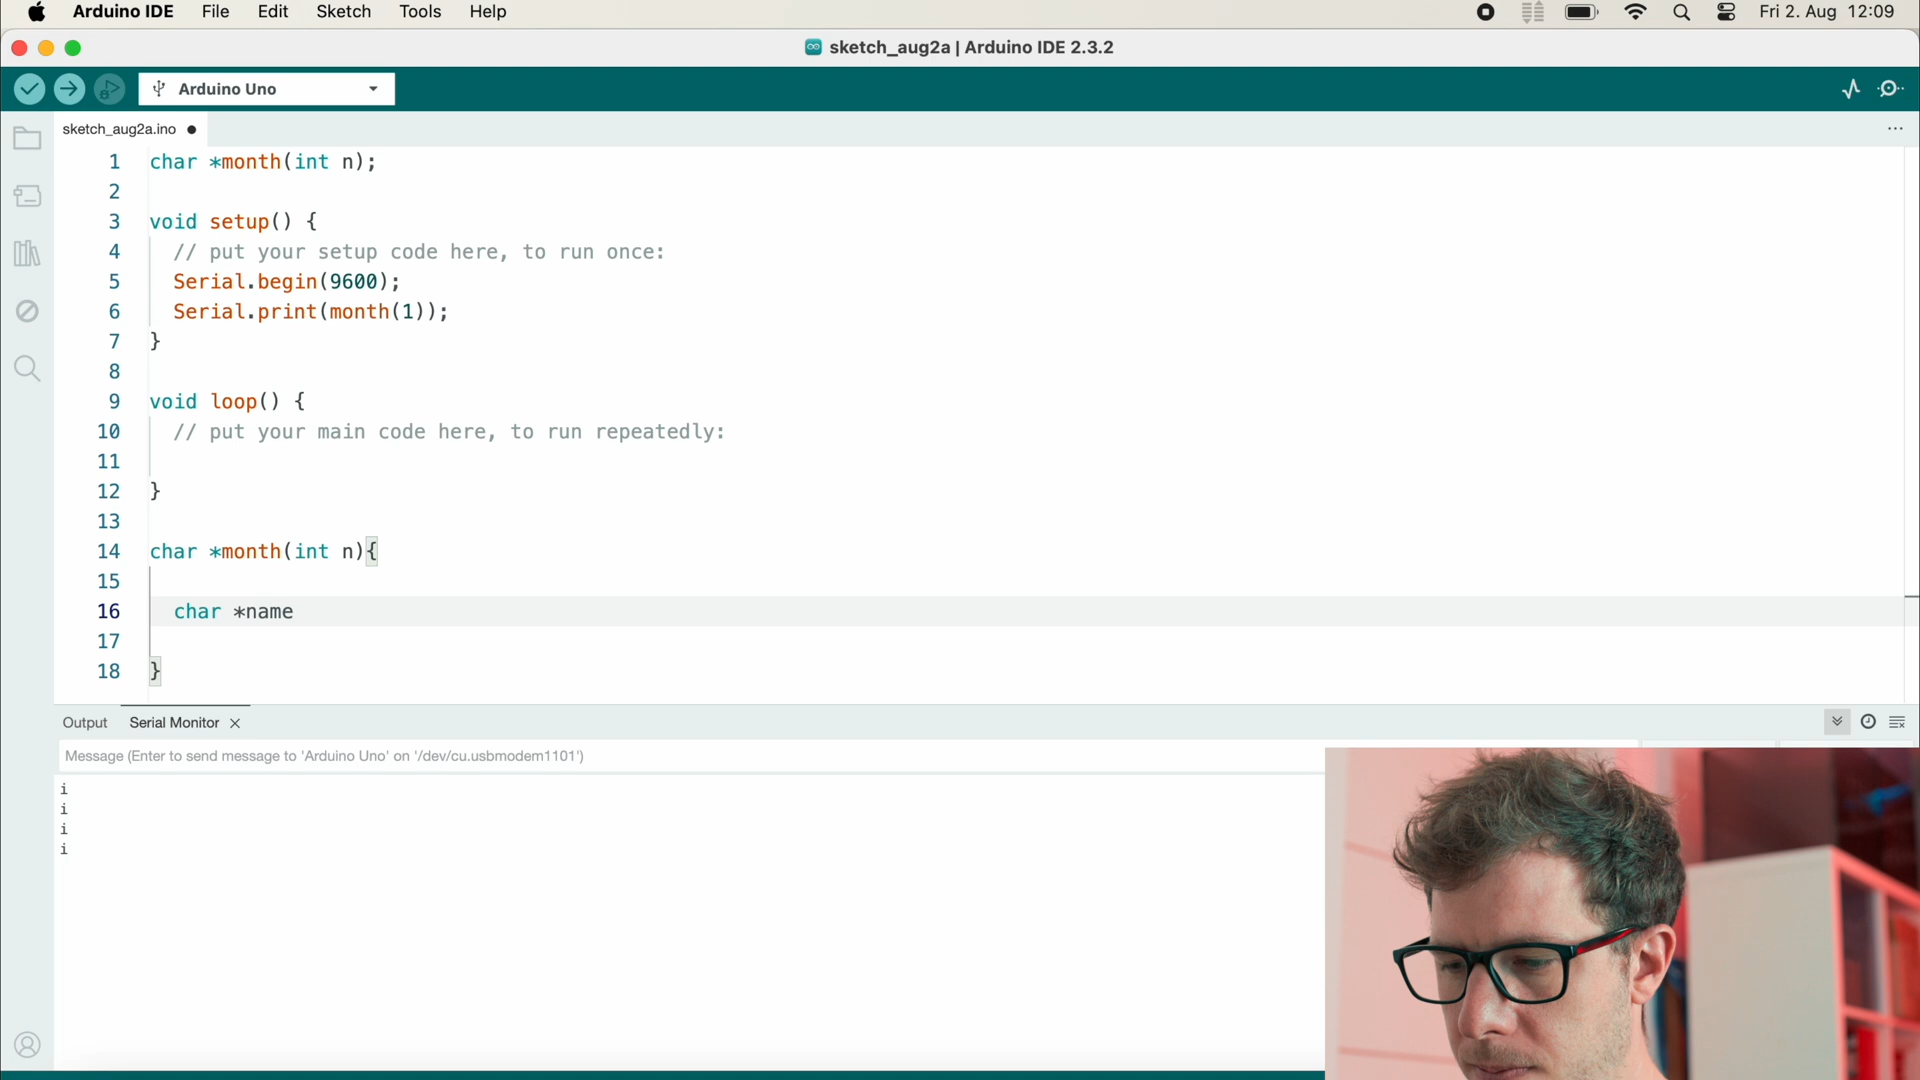 Arduino IDE File Edit Sketch Tools Help Fri 2. Aug 12:09
sketch_aug2a | Arduino IDE 2.3.2
Arduino Uno
sketch_aug2a.ino
1 char *month(int n);
2
3 void setup() {
4 // put your setup code here, to run once:
5 Serial.begin(9600);
6 Serial.print(month(1));
7 }
8
9 void loop() {
10 // put your main code here, to run repeatedly:
11
12 }
13
14 char *month(int n){
15
16 char *name
17
18 }
Output Serial Monitor
Message (Enter to send message to 'Arduino Uno' on '/dev/cu.usbmodem1101')
i
i
i
i